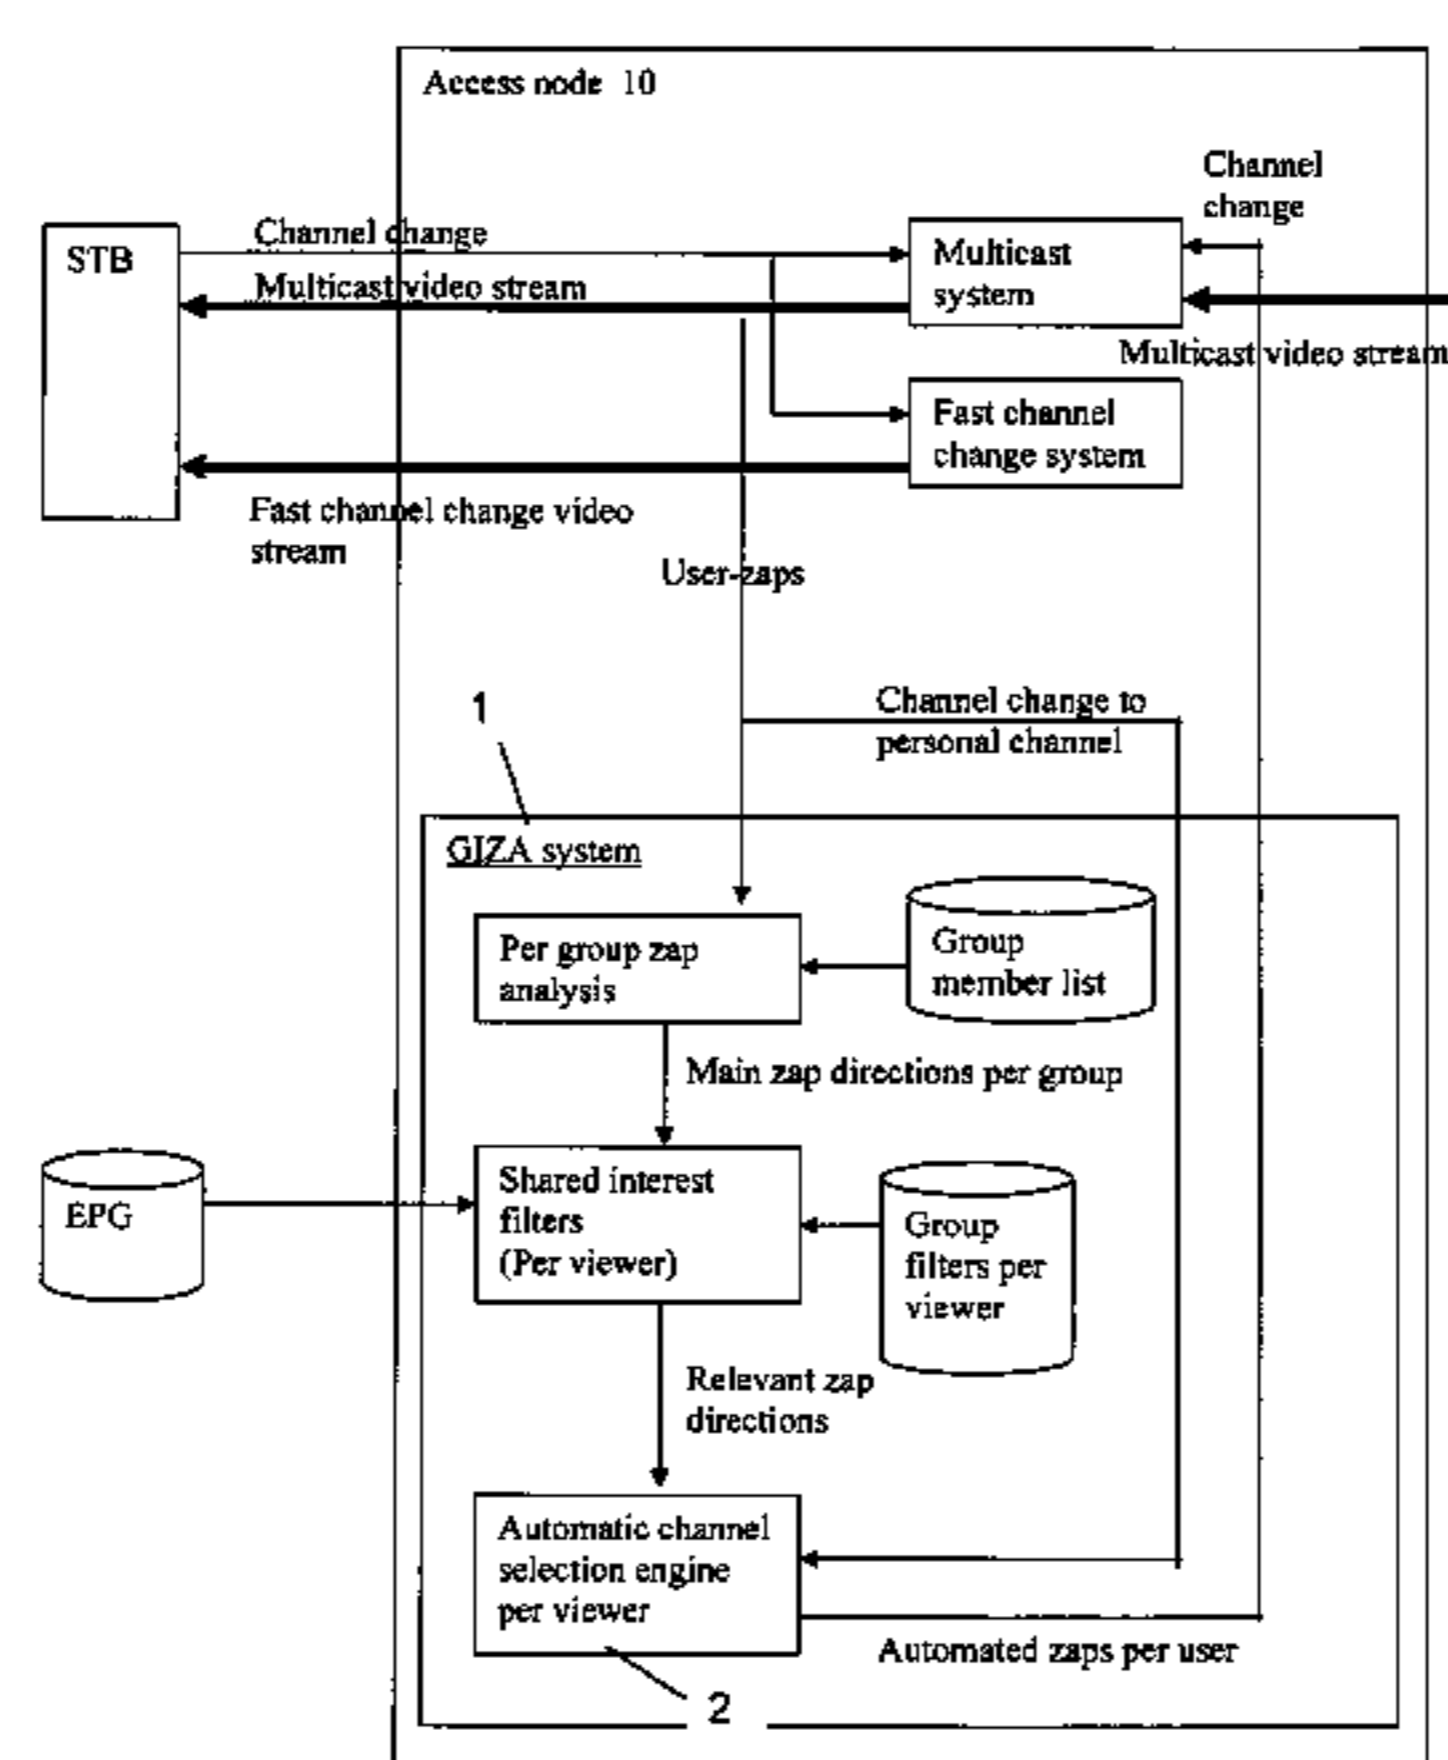 Access node 10
Channel
change
STB
Channel change
Multicast video stream
Multicast
system
Multicast video stream
Fast channel
change system
Fast channel change video
stream
User-zaps
1
Channel change to
personal channel
GIZA system
Per group zap
analysis
Group
member list
Main zap directions per group
EPG
Shared interest
filters
(Per viewer)
Group
filters per
viewer
Relevant zap
directions
Automatic channel
selection engine
per viewer
Automated zaps per user
2